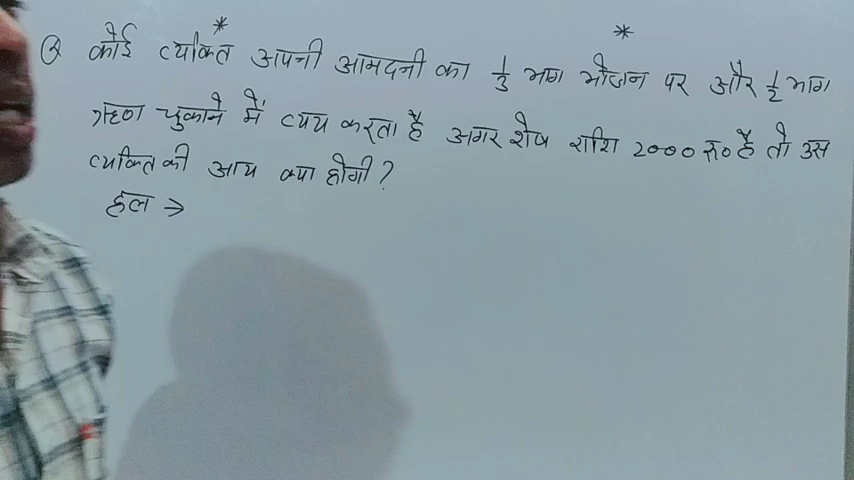 *
*
Q कोई व्यक्ति अपनी आमदनी का 1/3 भाग भोजन पर और 1/2 भाग
ऋण चुकाने में व्यय करता है अगर शेष राशि 2000 रु० है तो उस
व्यक्ति की आय क्या होगी?
हल →